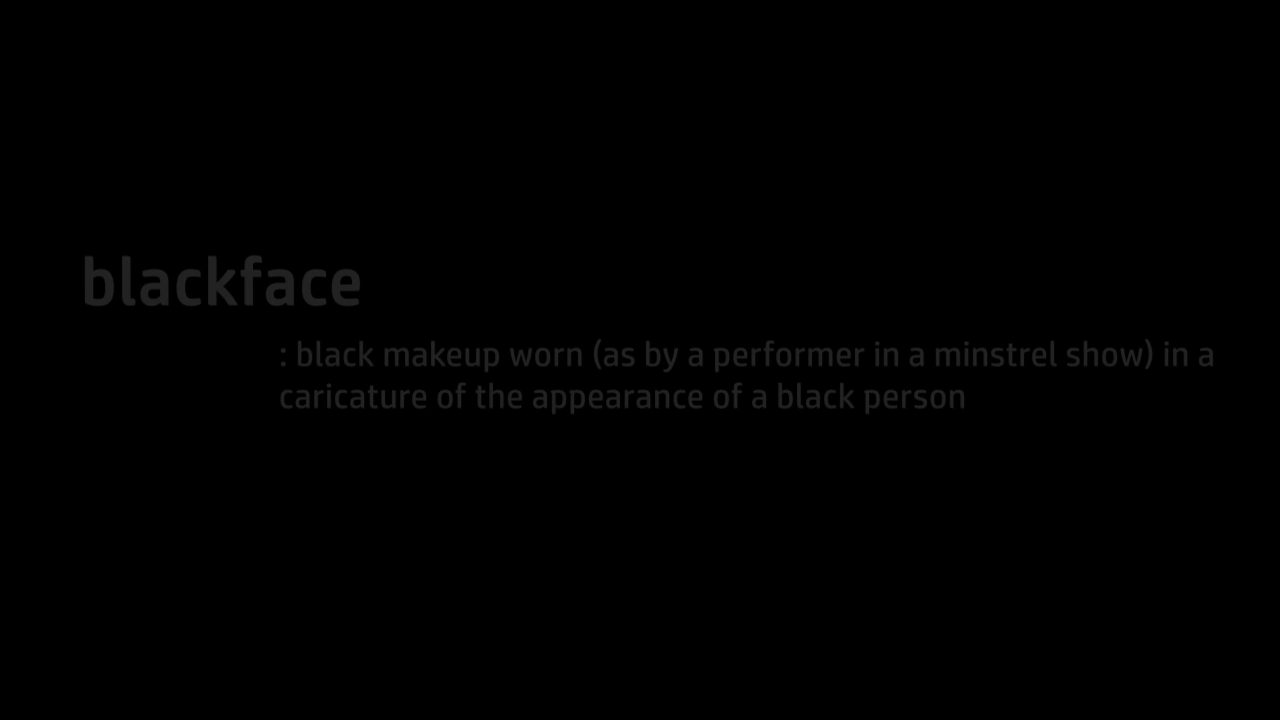 blackface
: black makeup worn (as by a performer in a minstrel show) in a
caricature of the appearance of a black person